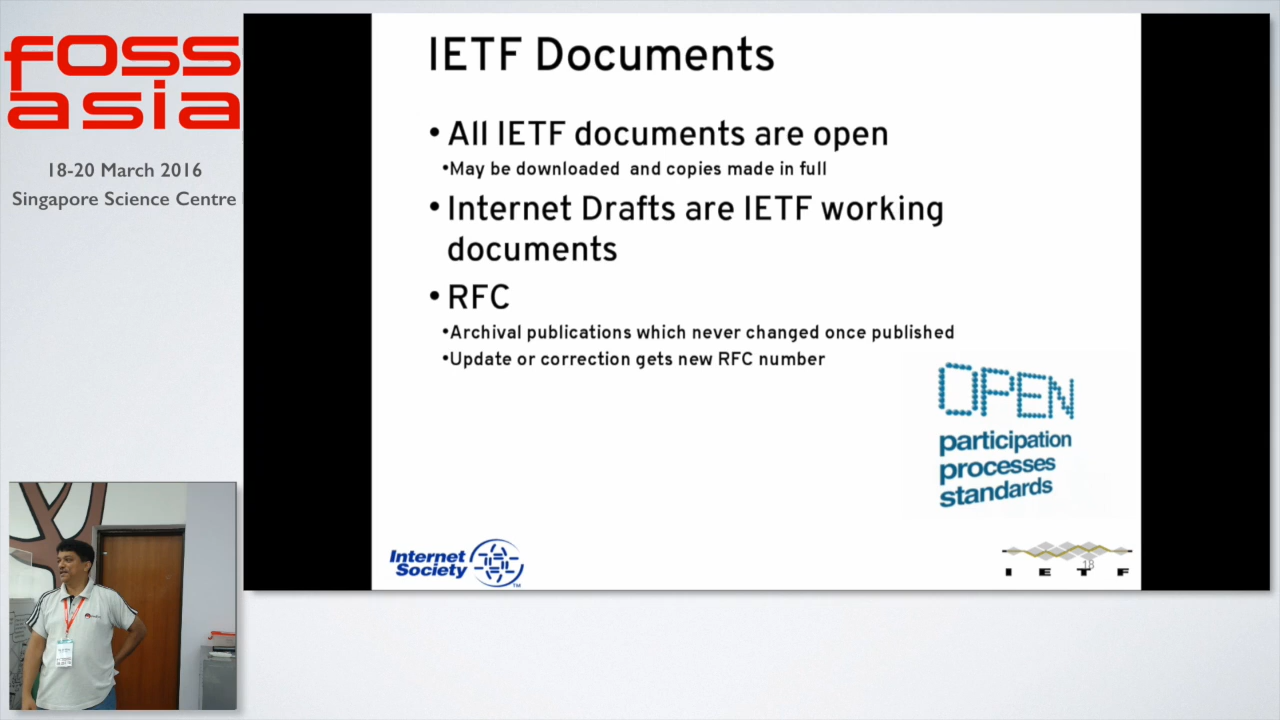 foss
asia
18-20 March 2016
Singapore Science Centre
IETF Documents
• All IETF documents are open
•May be downloaded and copies made in full
• Internet Drafts are IETF working
documents
• RFC
•Archival publications which never changed once published
•Update or correction gets new RFC number
OPEN
participation
processes
standards
Internet
Society
TM
18
I E T F